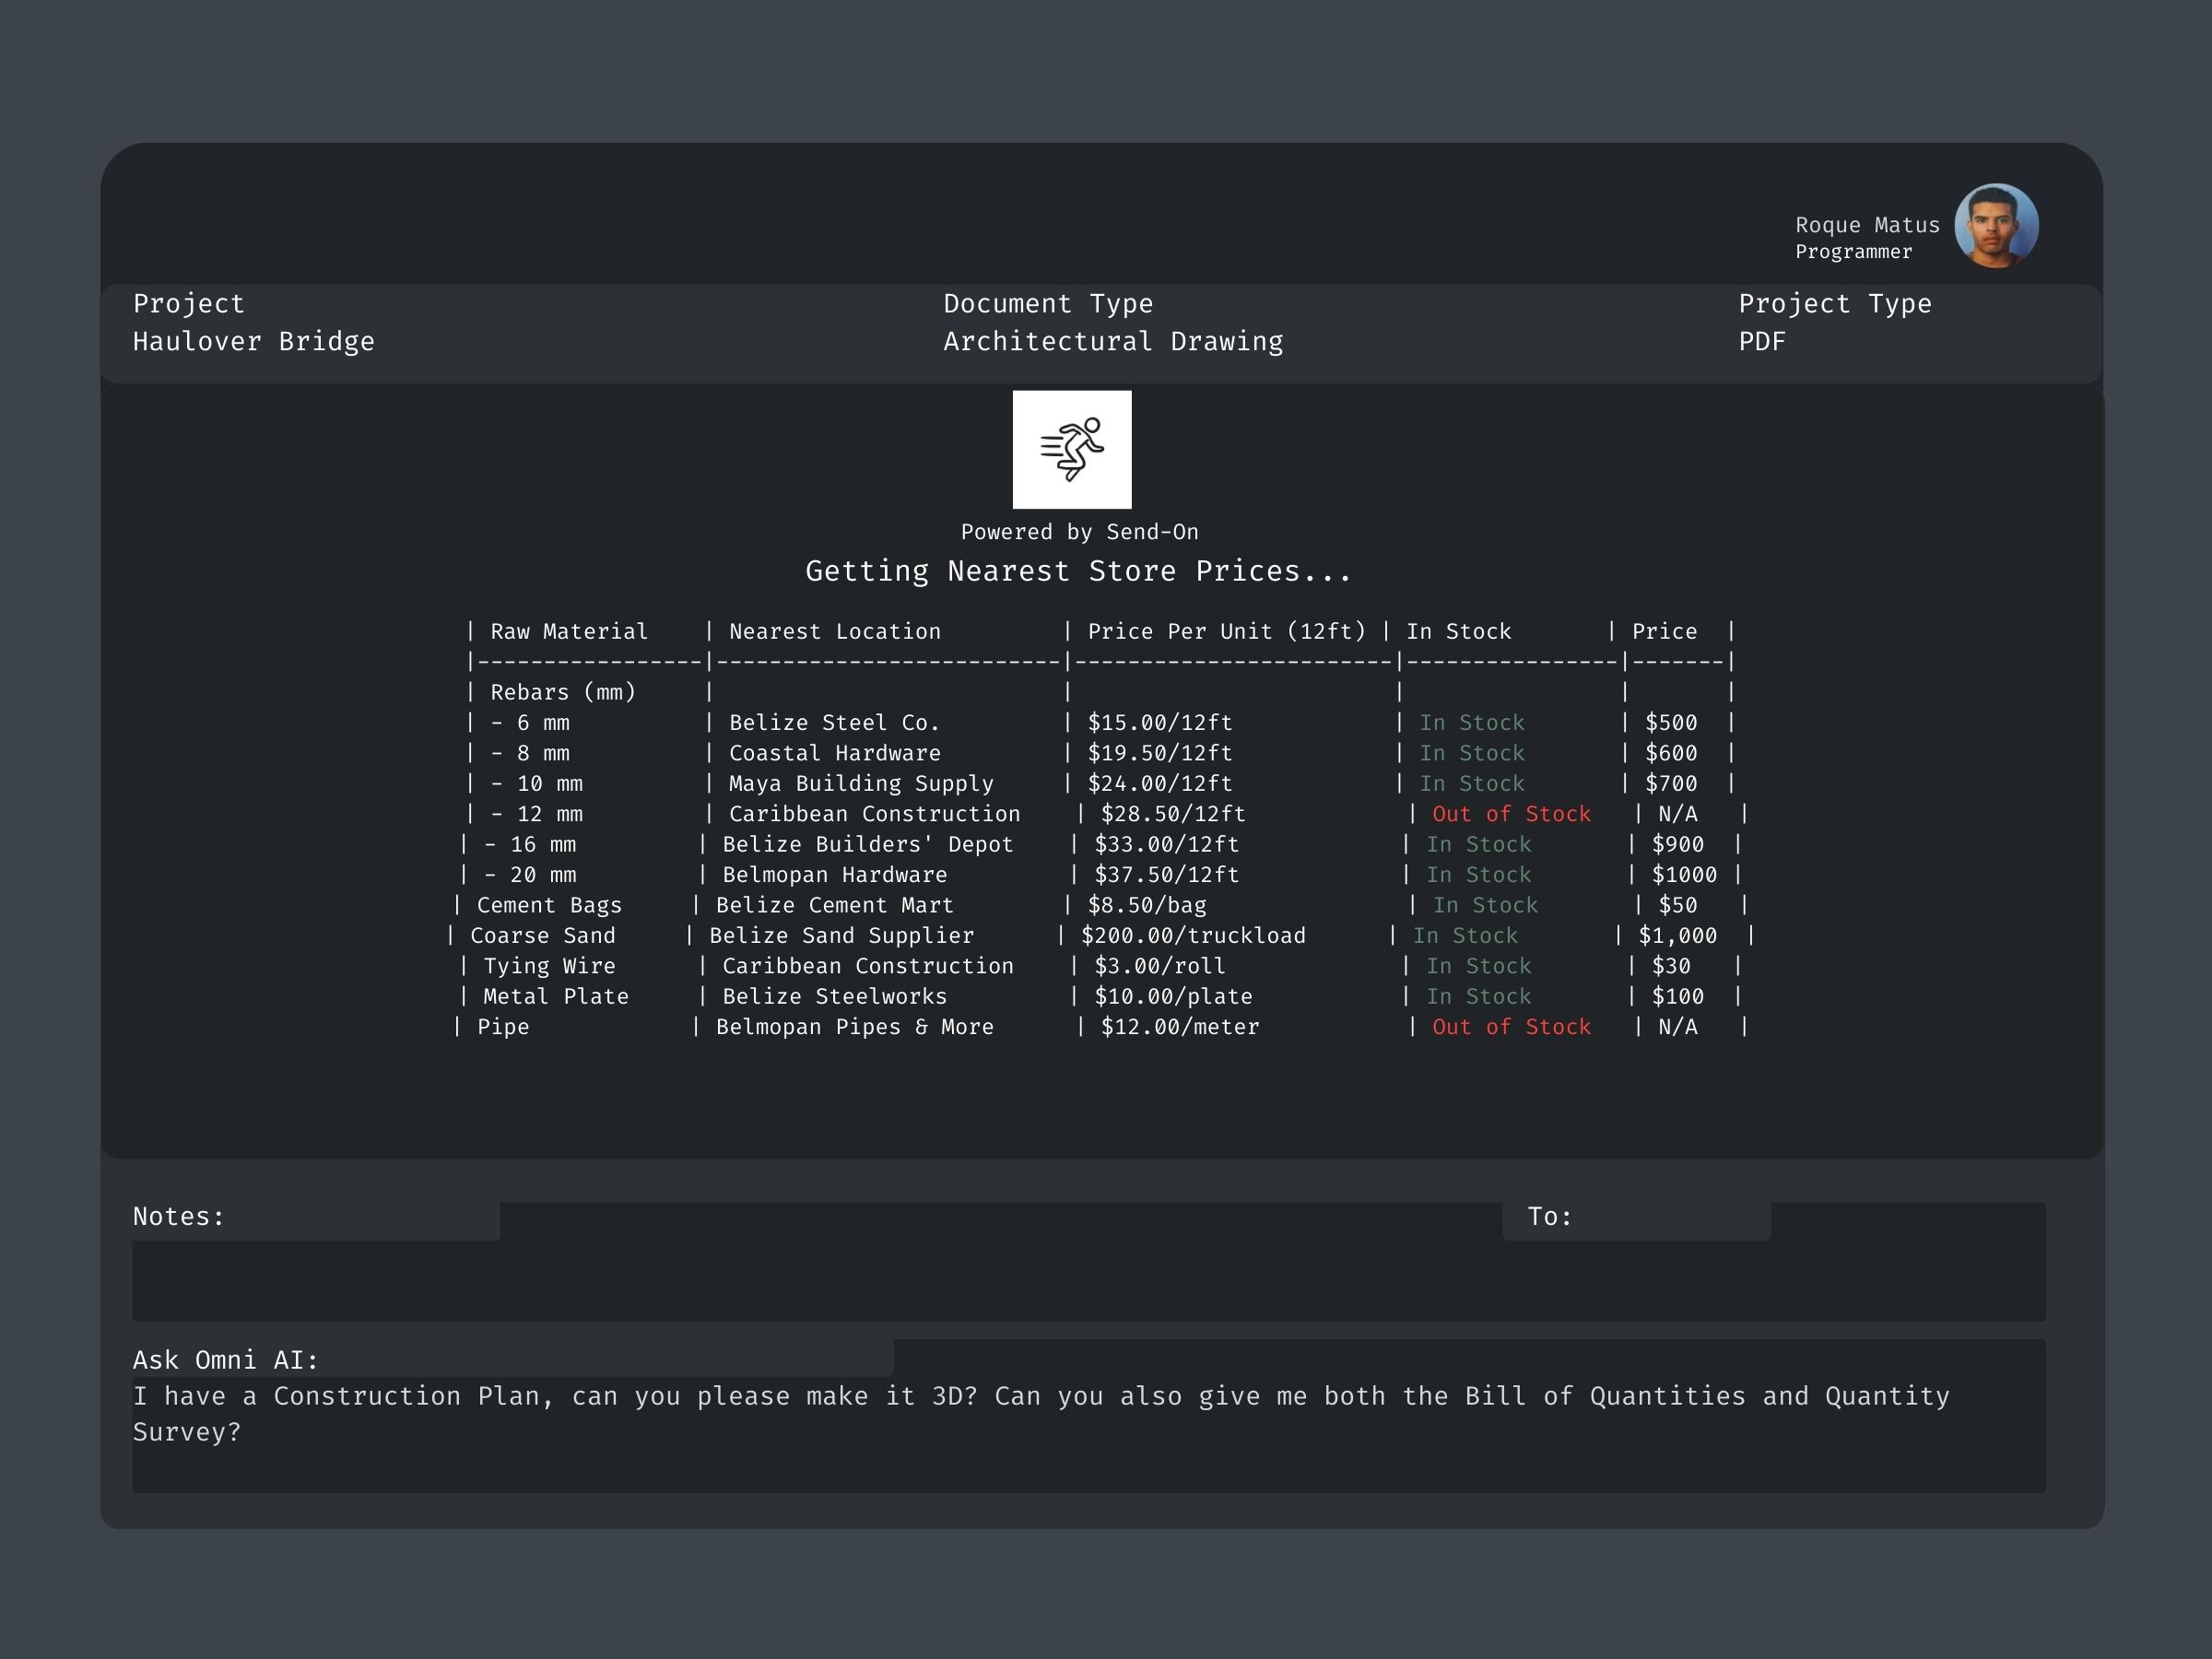 Roque Matus
Programmer
Project
Haulover Bridge
Document Type
Architectural Drawing
Project Type
PDF
Powered by Send-On
Getting Nearest Store Prices...
| Raw Material | Nearest Location | Price Per Unit (12ft) | In Stock | Price |
|-----------------|--------------------------|------------------------|----------------|-------|
| Rebars (mm) | | | | |
| - 6 mm | Belize Steel Co. | $15.00/12ft | In Stock | $500 |
| - 8 mm | Coastal Hardware | $19.50/12ft | In Stock | $600 |
| - 10 mm | Maya Building Supply | $24.00/12ft | In Stock | $700 |
| - 12 mm | Caribbean Construction | $28.50/12ft | Out of Stock | N/A |
| - 16 mm | Belize Builders' Depot | $33.00/12ft | In Stock | $900 |
| - 20 mm | Belmopan Hardware | $37.50/12ft | In Stock | $1000 |
| Cement Bags | Belize Cement Mart | $8.50/bag | In Stock | $50 |
| Coarse Sand | Belize Sand Supplier | $200.00/truckload | In Stock | $1,000 |
| Tying Wire | Caribbean Construction | $3.00/roll | In Stock | $30 |
| Metal Plate | Belize Steelworks | $10.00/plate | In Stock | $100 |
| Pipe | Belmopan Pipes & More | $12.00/meter | Out of Stock | N/A |
Notes:
To:
Ask Omni AI:
I have a Construction Plan, can you please make it 3D? Can you also give me both the Bill of Quantities and Quantity
Survey?